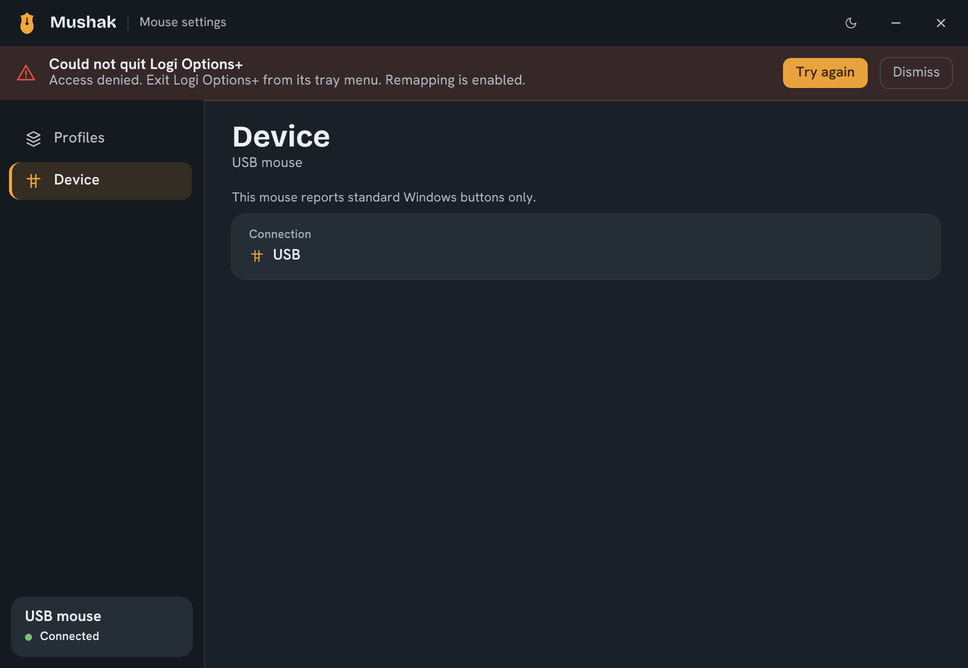 Mushak
Mouse settings
Could not quit Logi Options+
Access denied. Exit Logi Options+ from its tray menu. Remapping is enabled.
Try again
Dismiss
Profiles
Device
Device
USB mouse
This mouse reports standard Windows buttons only.
Connection
USB
USB mouse
Connected